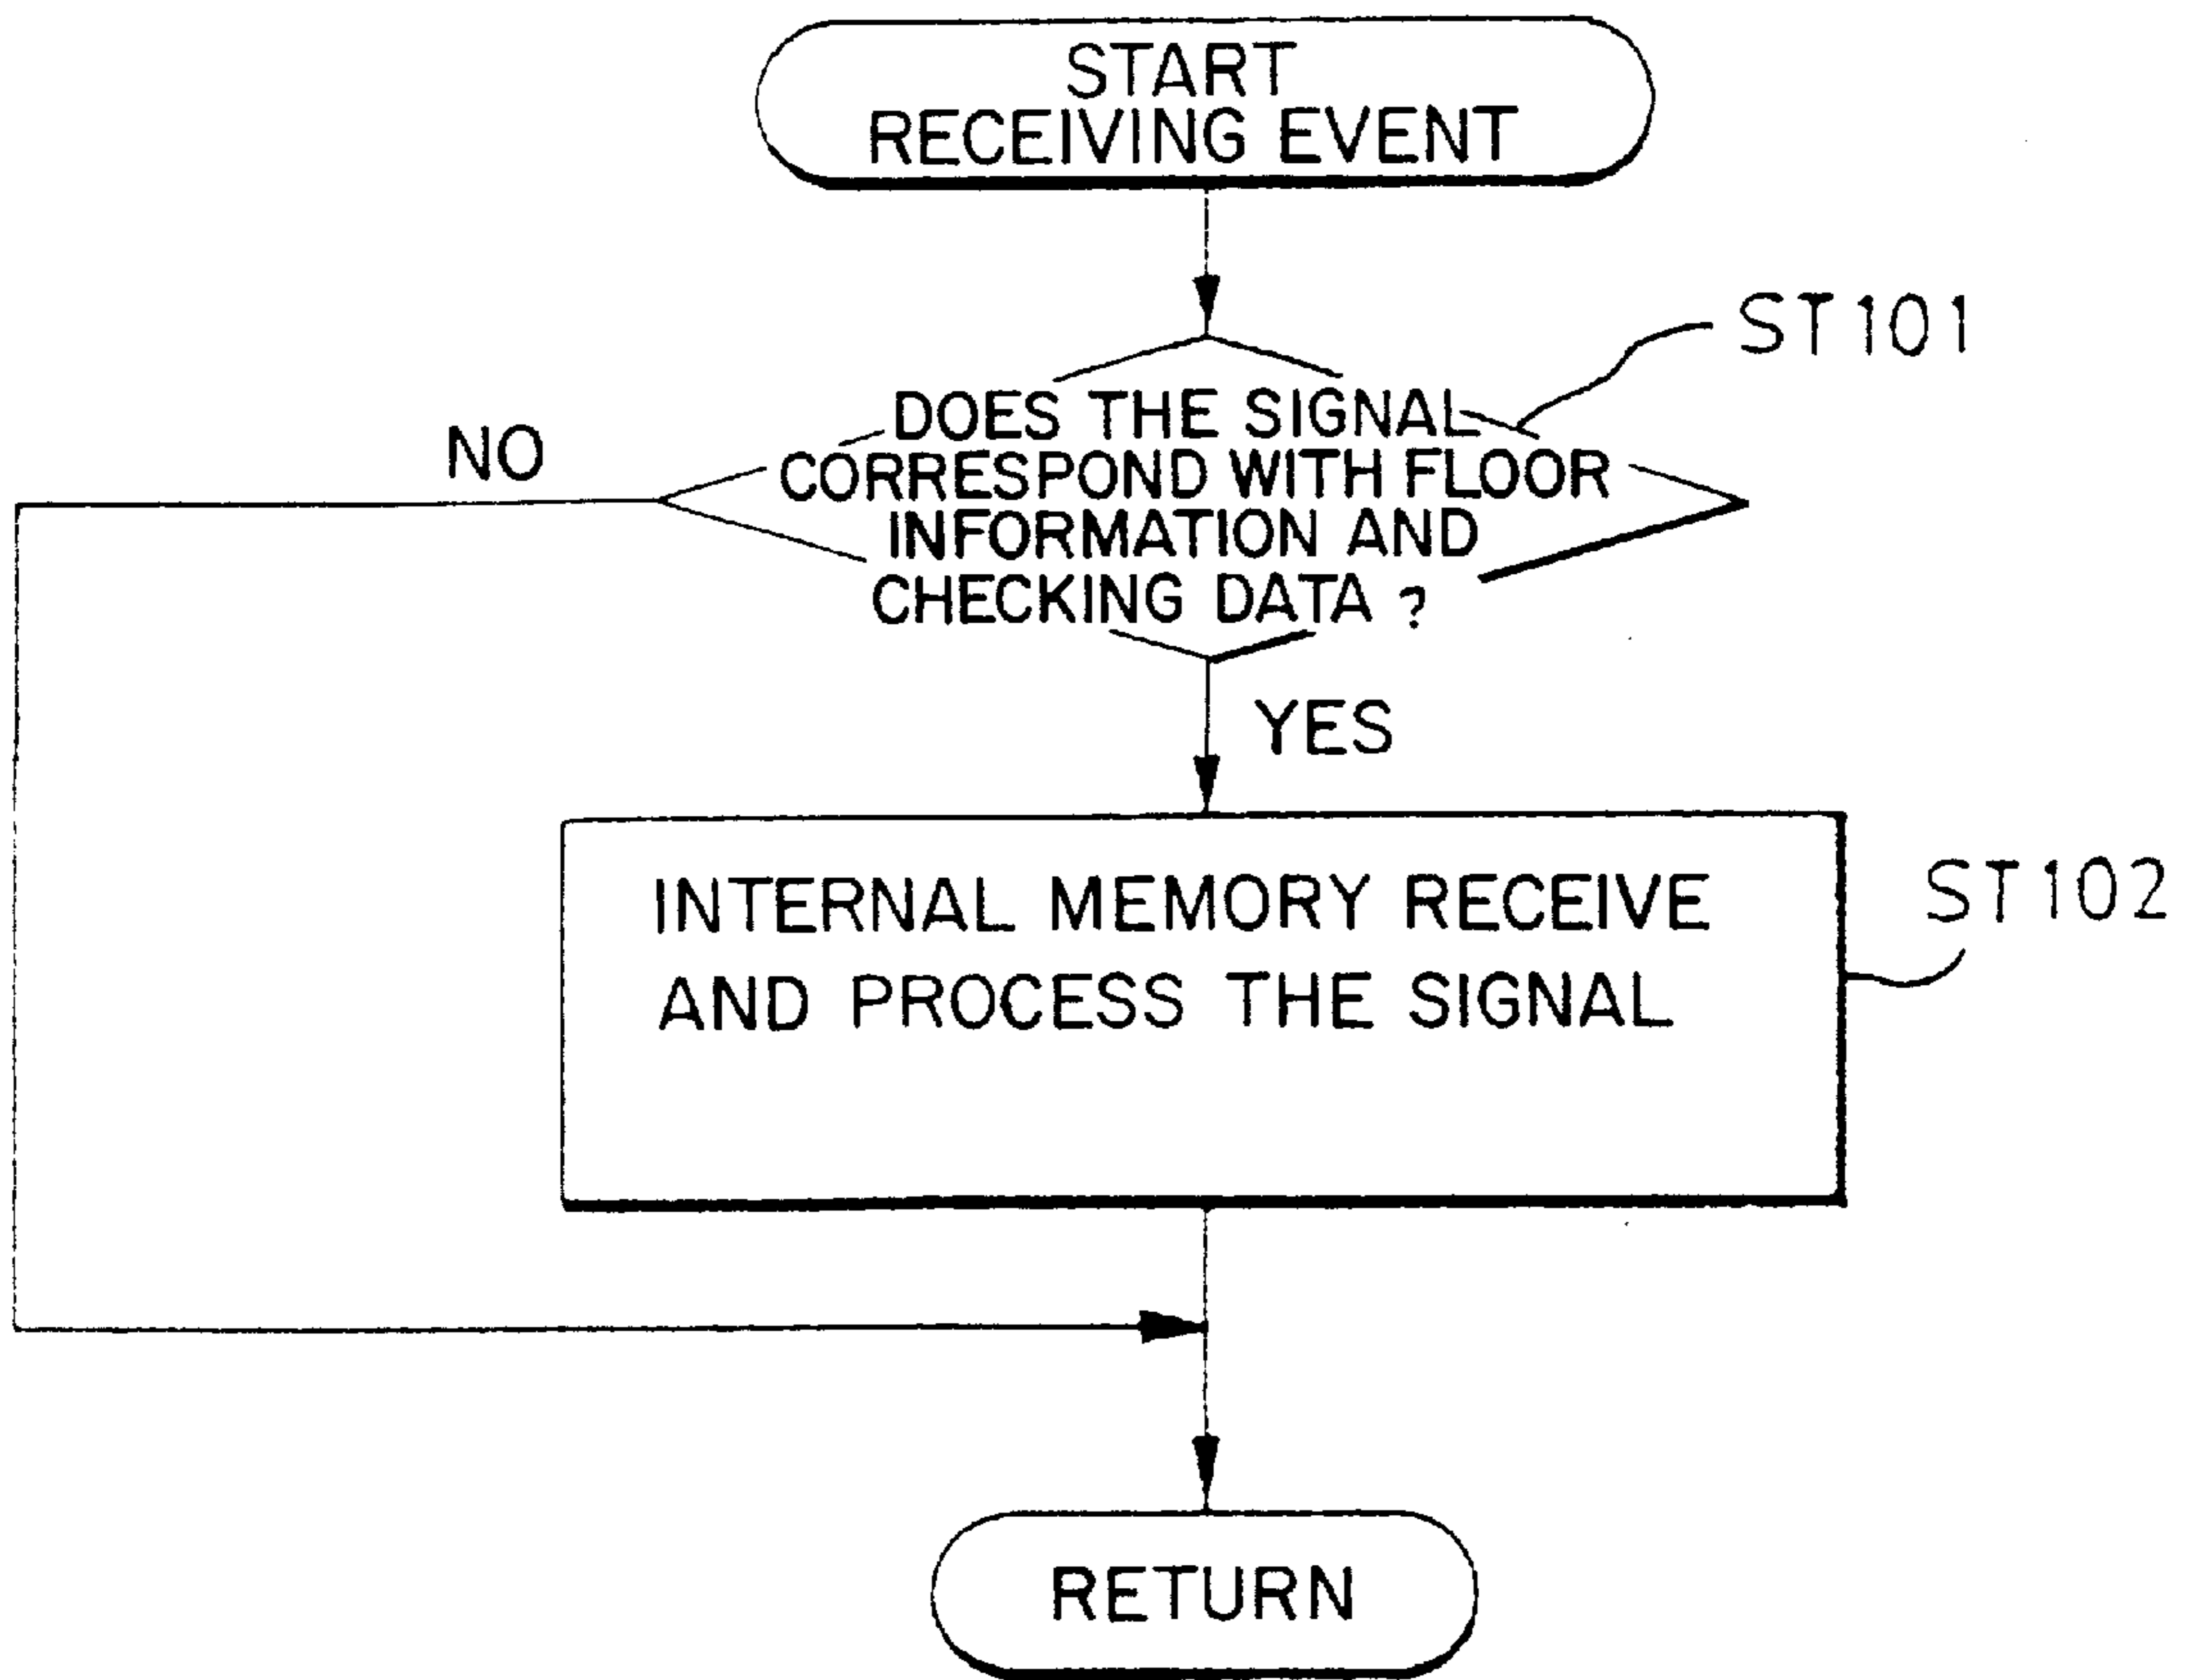 START
RECEIVING EVENT
ST101
NO
DOES THE SIGNAL
CORRESPOND WITH FLOOR
INFORMATION AND
CHECKING DATA ?
YES
INTERNAL MEMORY RECEIVE
AND PROCESS THE SIGNAL
ST102
RETURN